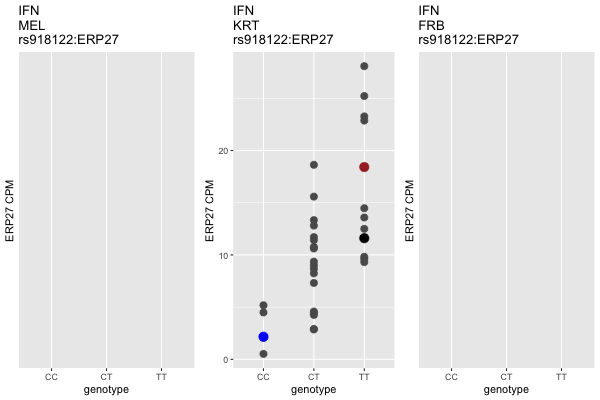 IFN
MEL
rs918122:ERP27
ERP27 CPM
CC CT TT
genotype
IFN
KRT
rs918122:ERP27
ERP27 CPM
20
10
0
CC CT TT
genotype
IFN
FRB
rs918122:ERP27
ERP27 CPM
CC CT TT
genotype